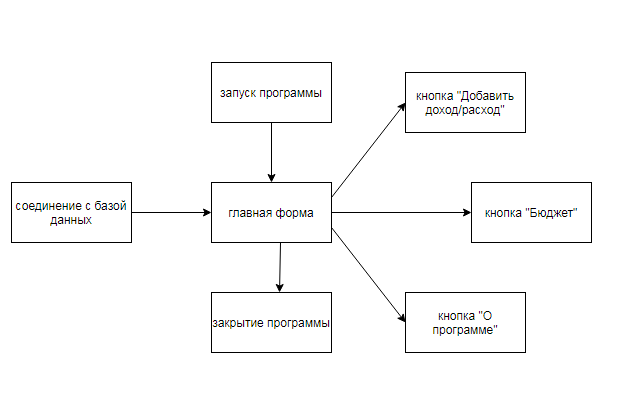 запуск программы
кнопка "Добавить
доход/расход"
соединение с базой
данных
главная форма
кнопка "Бюджет"
закрытие программы
кнопка "О
программе"